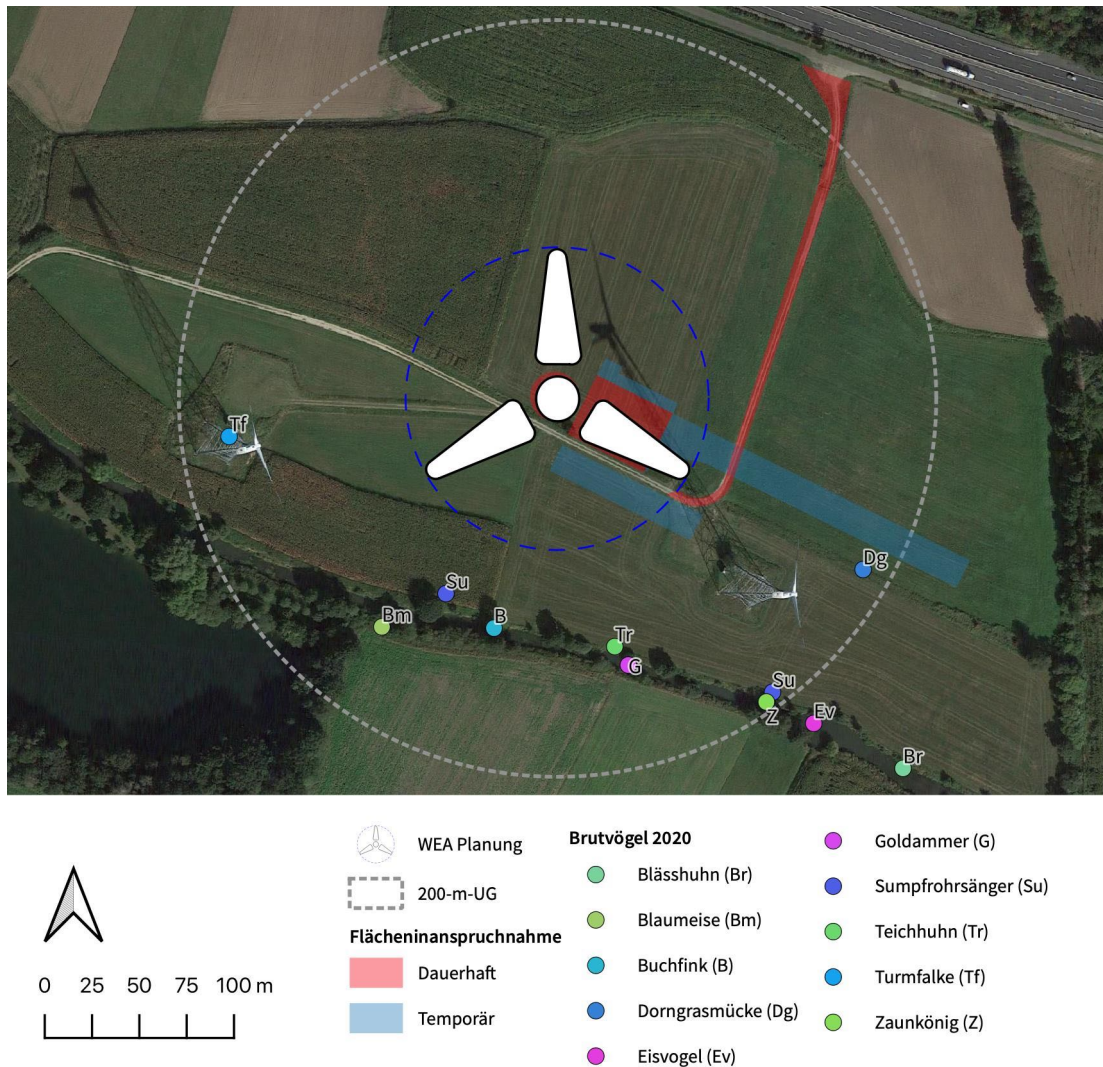 Tf
Dg
Su
Bm
B
Tr
G
Su
Z
Ev
Br
WEA Planung
200-m-UG
Flächeninanspruchnahme
Dauerhaft
Temporär
0 25 50 75 100 m
Brutvögel 2020
Blässhuhn (Br)
Blaumeise (Bm)
Buchfink (B)
Dorngrasmücke (Dg)
Eisvogel (Ev)
Goldammer (G)
Sumpfrohrsänger (Su)
Teichhuhn (Tr)
Turmfalke (Tf)
Zaunkönig (Z)